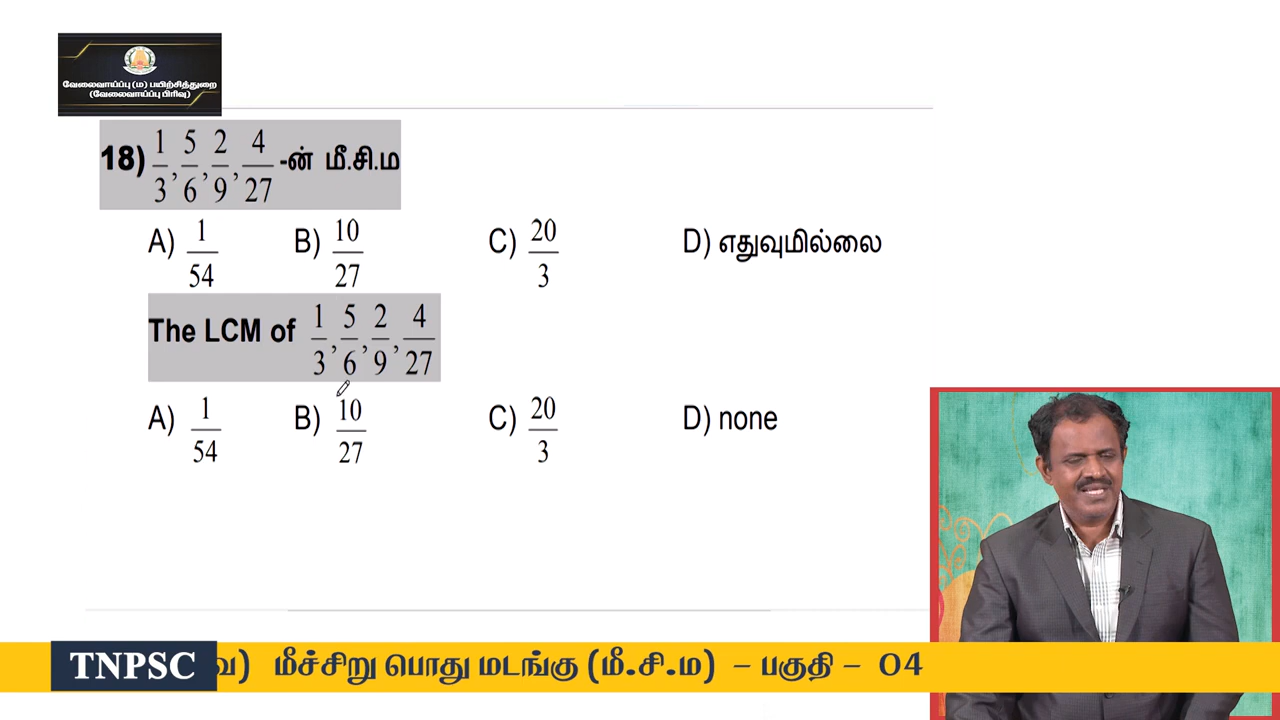 வேலைவாய்ப்பு (ம) பயிற்சித்துறை
(வேலைவாய்ப்பு பிரிவு)
18) 1/3, 5/6, 2/9, 4/27 -ன் மீ.சி.ம
A) 1/54 B) 10/27 C) 20/3 D) எதுவுமில்லை
The LCM of 1/3, 5/6, 2/9, 4/27
A) 1/54 B) 10/27 C) 20/3 D) none
TNPSC வ) மீச்சிறு பொது மடங்கு (மீ.சி.ம) – பகுதி – 04